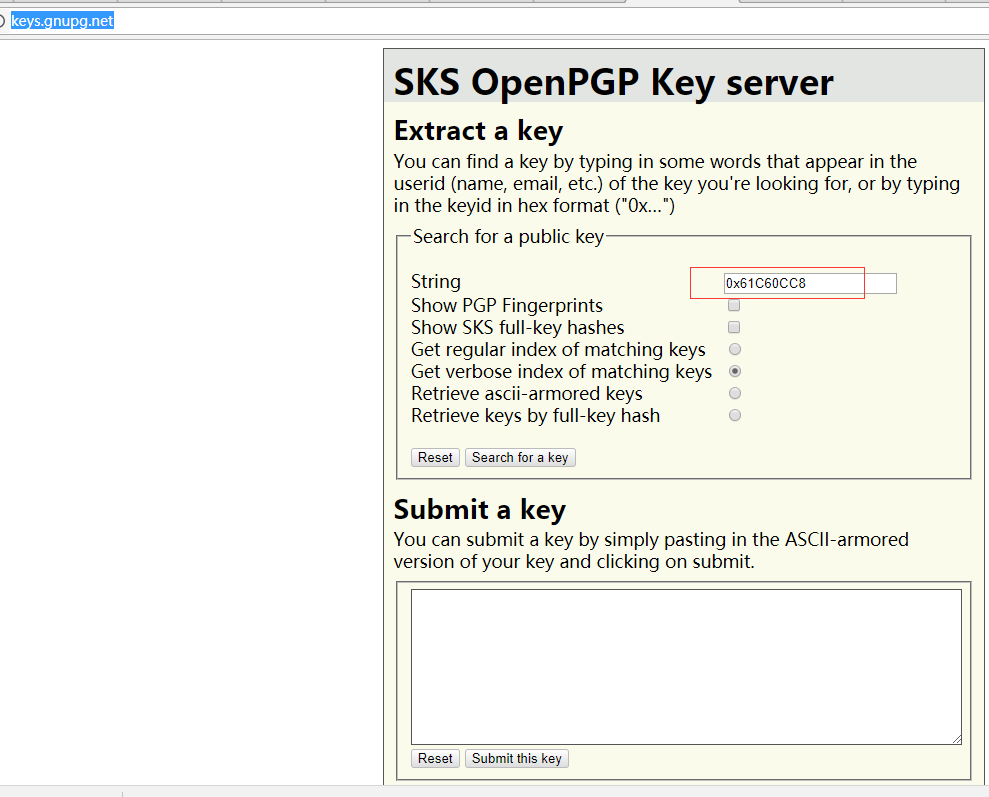 keys.gnupg.net
SKS OpenPGP Key server
Extract a key
You can find a key by typing in some words that appear in the
userid (name, email, etc.) of the key you're looking for, or by typing
in the keyid in hex format ("0x...")
Search for a public key
String 0x61C60CC8
Show PGP Fingerprints
Show SKS full-key hashes
Get regular index of matching keys
Get verbose index of matching keys
Retrieve ascii-armored keys
Retrieve keys by full-key hash
Reset Search for a key
Submit a key
You can submit a key by simply pasting in the ASCII-armored
version of your key and clicking on submit.
Reset Submit this key